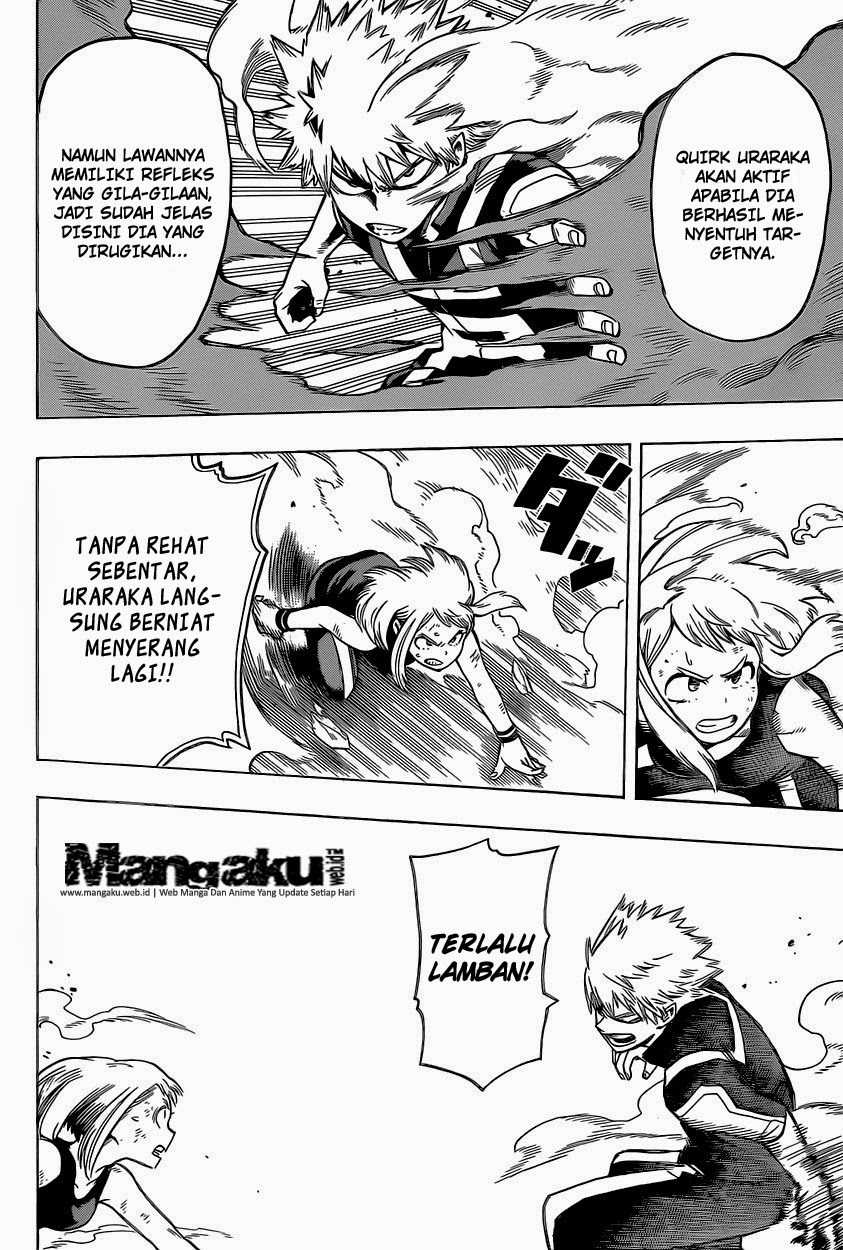 QUIRK URARAKA
AKAN AKTIF
APABILA DIA
BERHASIL ME-
NYENTUH TAR-
GETNYA.
NAMUN LAWANNYA
MEMILIKI REFLEKS
YANG GILA-GILAAN,
JADI SUDAH JELAS
DISINI DIA YANG
DIRUGIKAN...
ダッ
TANPA REHAT
SEBENTAR,
URARAKA LANG-
SUNG BERNIAT
MENYERANG
LAGI!!
Mangaku
web.id™
www.mangaku.web.id | Web Manga Dan Anime Yang Update Setiap Hari
TERLALU
LAMBAN!